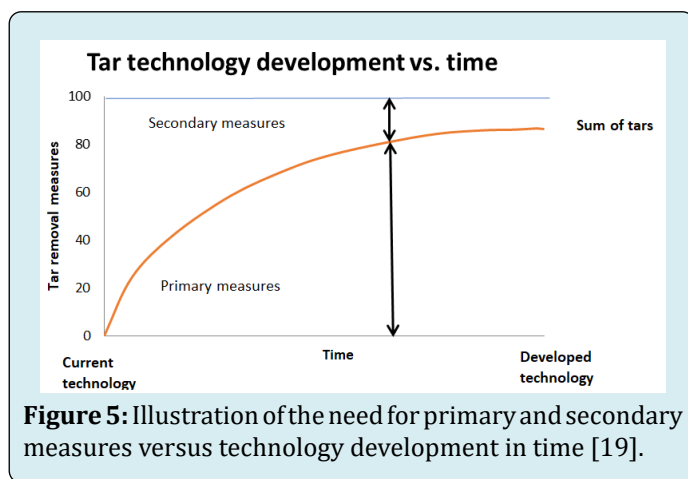 Tar technology development vs. time
100
Secondary measures
Sum of tars
80
Tar removal measures
60
40
20
Primary measures
0
Time
Current
technology
Developed
technology
Figure 5: Illustration of the need for primary and secondary
measures versus technology development in time [19].